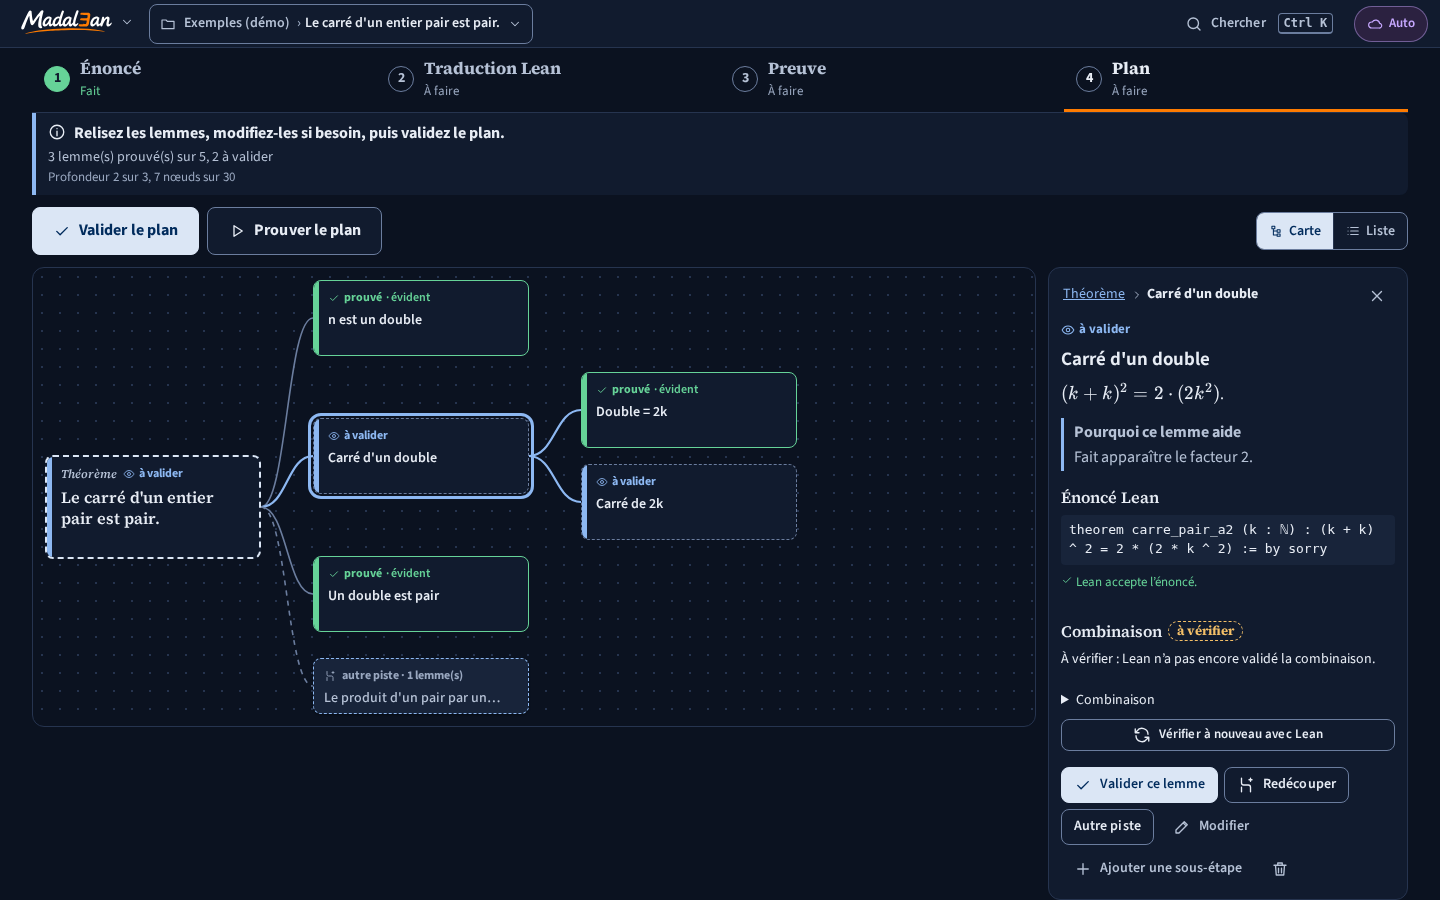 Madal3an
Exemples (démo) › Le carré d'un entier pair est pair.
Chercher Ctrl K
Auto
1 Énoncé
Fait
2 Traduction Lean
À faire
3 Preuve
À faire
4 Plan
À faire
Relisez les lemmes, modifiez-les si besoin, puis validez le plan.
3 lemme(s) prouvé(s) sur 5, 2 à valider
Profondeur 2 sur 3, 7 nœuds sur 30
Valider le plan
Prouver le plan
Carte
Liste
prouvé · évident
n est un double
prouvé · évident
Double = 2k
à valider
Carré d'un double
Théorème à valider
Le carré d'un entier
pair est pair.
à valider
Carré de 2k
prouvé · évident
Un double est pair
autre piste · 1 lemme(s)
Le produit d'un pair par un…
Théorème › Carré d'un double
à valider
Carré d'un double
(k + k)² = 2 · (2k²).
Pourquoi ce lemme aide
Fait apparaître le facteur 2.
Énoncé Lean
theorem carre_pair_a2 (k : ℕ) : (k + k)
^ 2 = 2 * (2 * k ^ 2) := by sorry
Lean accepte l’énoncé.
Combinaison à vérifier
À vérifier : Lean n’a pas encore validé la combinaison.
Combinaison
Vérifier à nouveau avec Lean
Valider ce lemme
Redécouper
Autre piste
Modifier
Ajouter une sous-étape